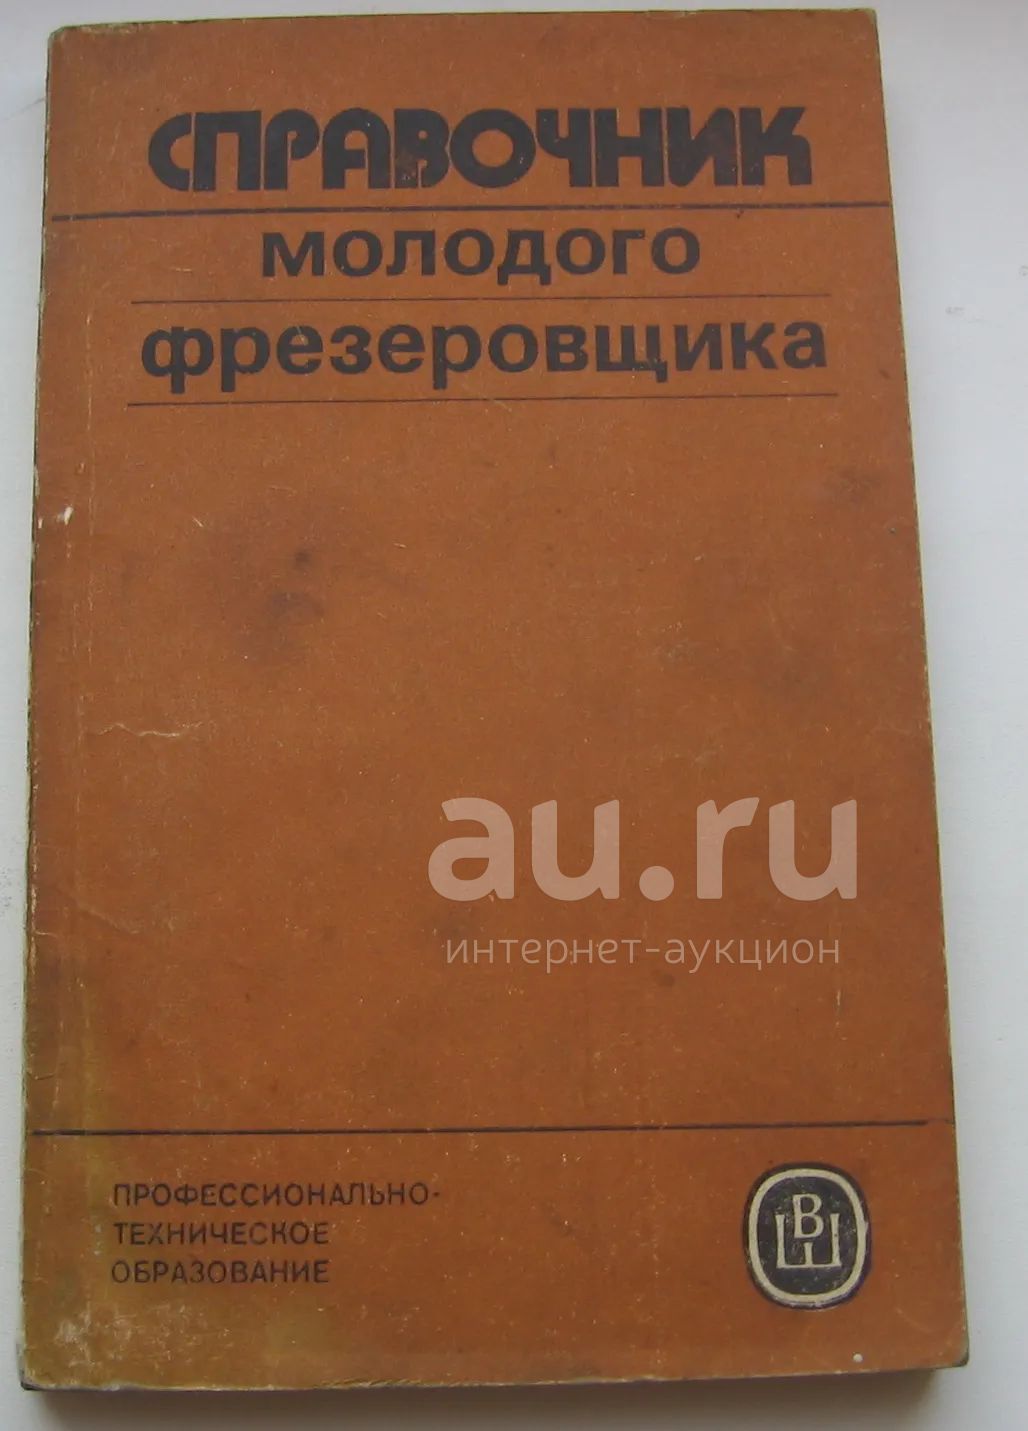 СПРАВОЧНИК
молодого
фрезеровщика
au.ru
интернет-аукцион
ПРОФЕССИОНАЛЬНО-
ТЕХНИЧЕСКОЕ
ОБРАЗОВАНИЕ
ВШ